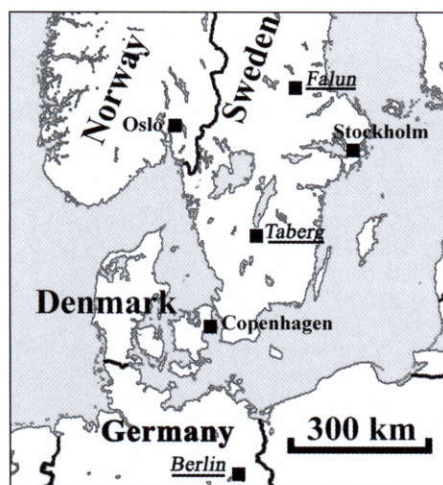 Norway
Sweden
Falun
Oslo
Stockholm
Taberg
Denmark
Copenhagen
Germany
300 km
Berlin